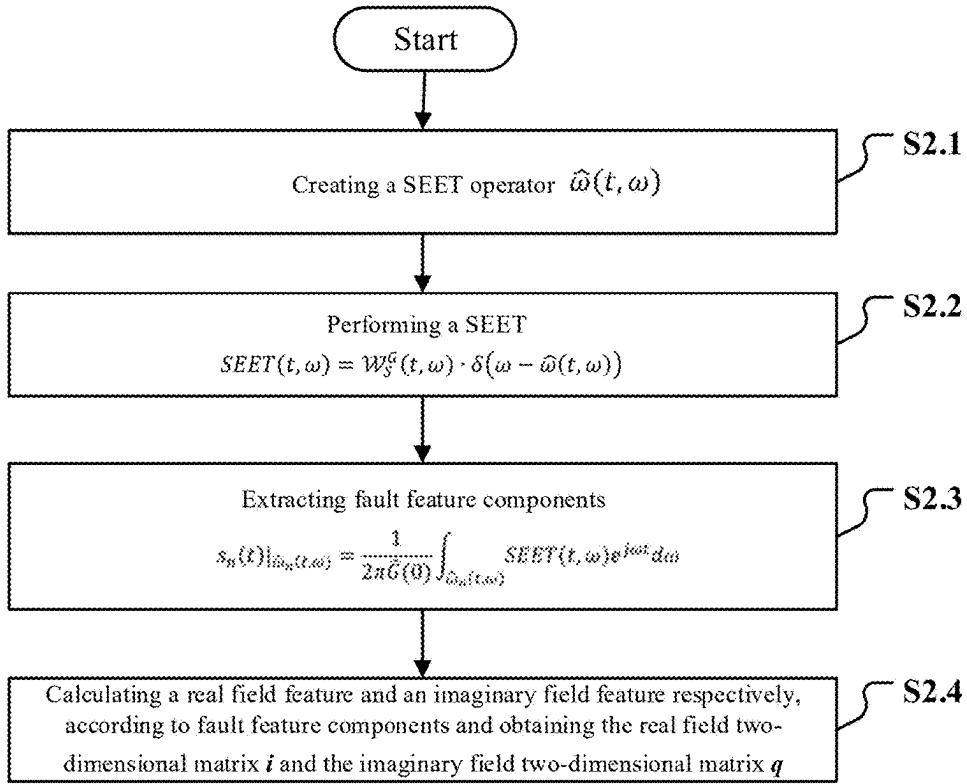 Start
S2.1
Creating a SEET operator ω̂(t, ω)
S2.2
Performing a SEET
SEET(t, ω) = 𝒲_S^G(t, ω) · δ(ω − ω̂(t, ω))
S2.3
Extracting fault feature components
s_n(t)|_{ω̂_n(t,ω)} = \frac{1}{2πĜ(0)} ∫_{ω̂_n(t,ω)} SEET(t, ω)e^{jωt}dω
S2.4
Calculating a real field feature and an imaginary field feature respectively,
according to fault feature components and obtaining the real field two-
dimensional matrix i and the imaginary field two-dimensional matrix q